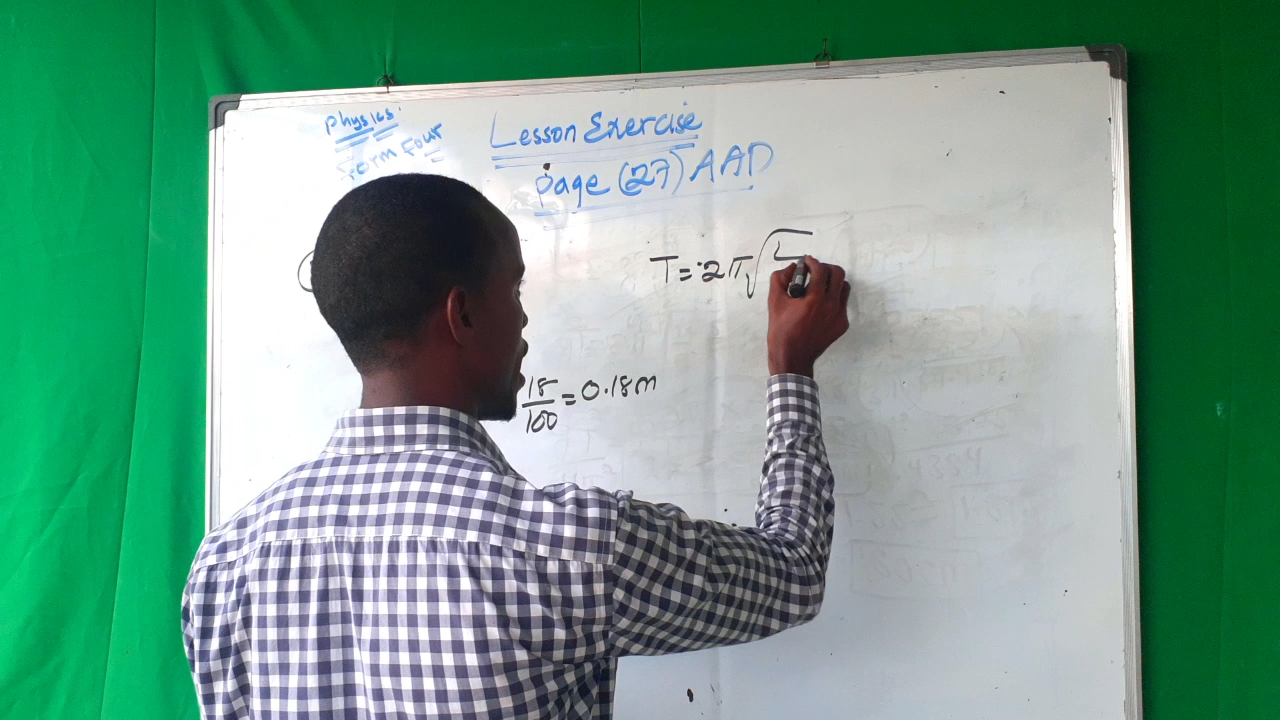 Physics
Form Four
Lesson Exercise
page (27) AAD
T = 2π√L
18/100 = 0.18m